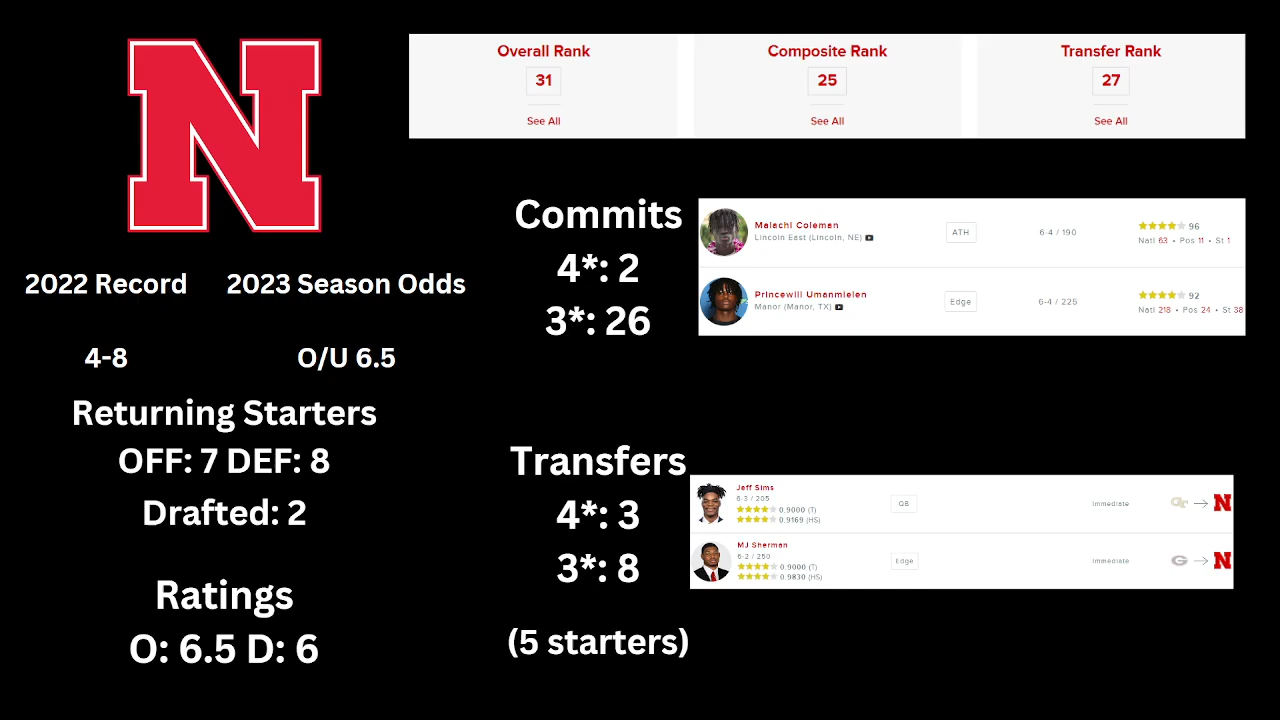 N
Overall Rank
31
See All
Composite Rank
25
See All
Transfer Rank
27
See All
2022 Record
4-8
2023 Season Odds
O/U 6.5
Returning Starters
OFF: 7 DEF: 8
Drafted: 2
Ratings
O: 6.5 D: 6
Commits
4*: 2
3*: 26
Malachi Coleman
Lincoln East (Lincoln, NE)
ATH
6-4 / 190
96
Natl 63 • Pos 11 • St 1
Princewill Umanmielen
Manor (Manor, TX)
Edge
6-4 / 225
92
Natl 218 • Pos 24 • St 38
Transfers
4*: 3
3*: 8
(5 starters)
Jeff Sims
6-3 / 205
0.9000 (T)
0.9169 (HS)
QB
Immediate
GT
N
MJ Sherman
6-2 / 250
0.9000 (T)
0.9830 (HS)
Edge
Immediate
G
N